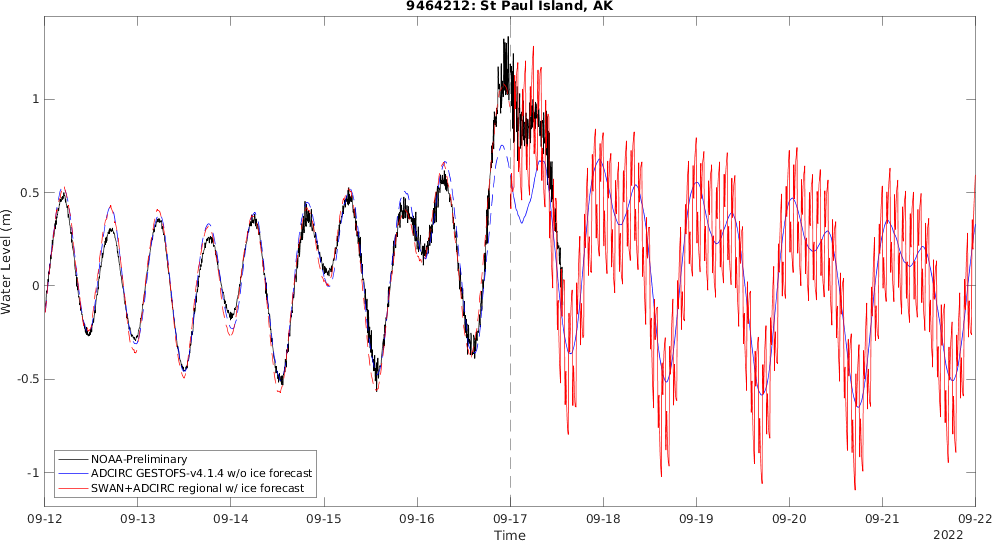 9464212: St Paul Island, AK
Water Level (m)
1
0.5
0
-0.5
-1
NOAA-Preliminary
ADCIRC GESTOFS-v4.1.4 w/o ice forecast
SWAN+ADCIRC regional w/ ice forecast
09-12 09-13 09-14 09-15 09-16 09-17 09-18 09-19 09-20 09-21 09-22
Time
2022